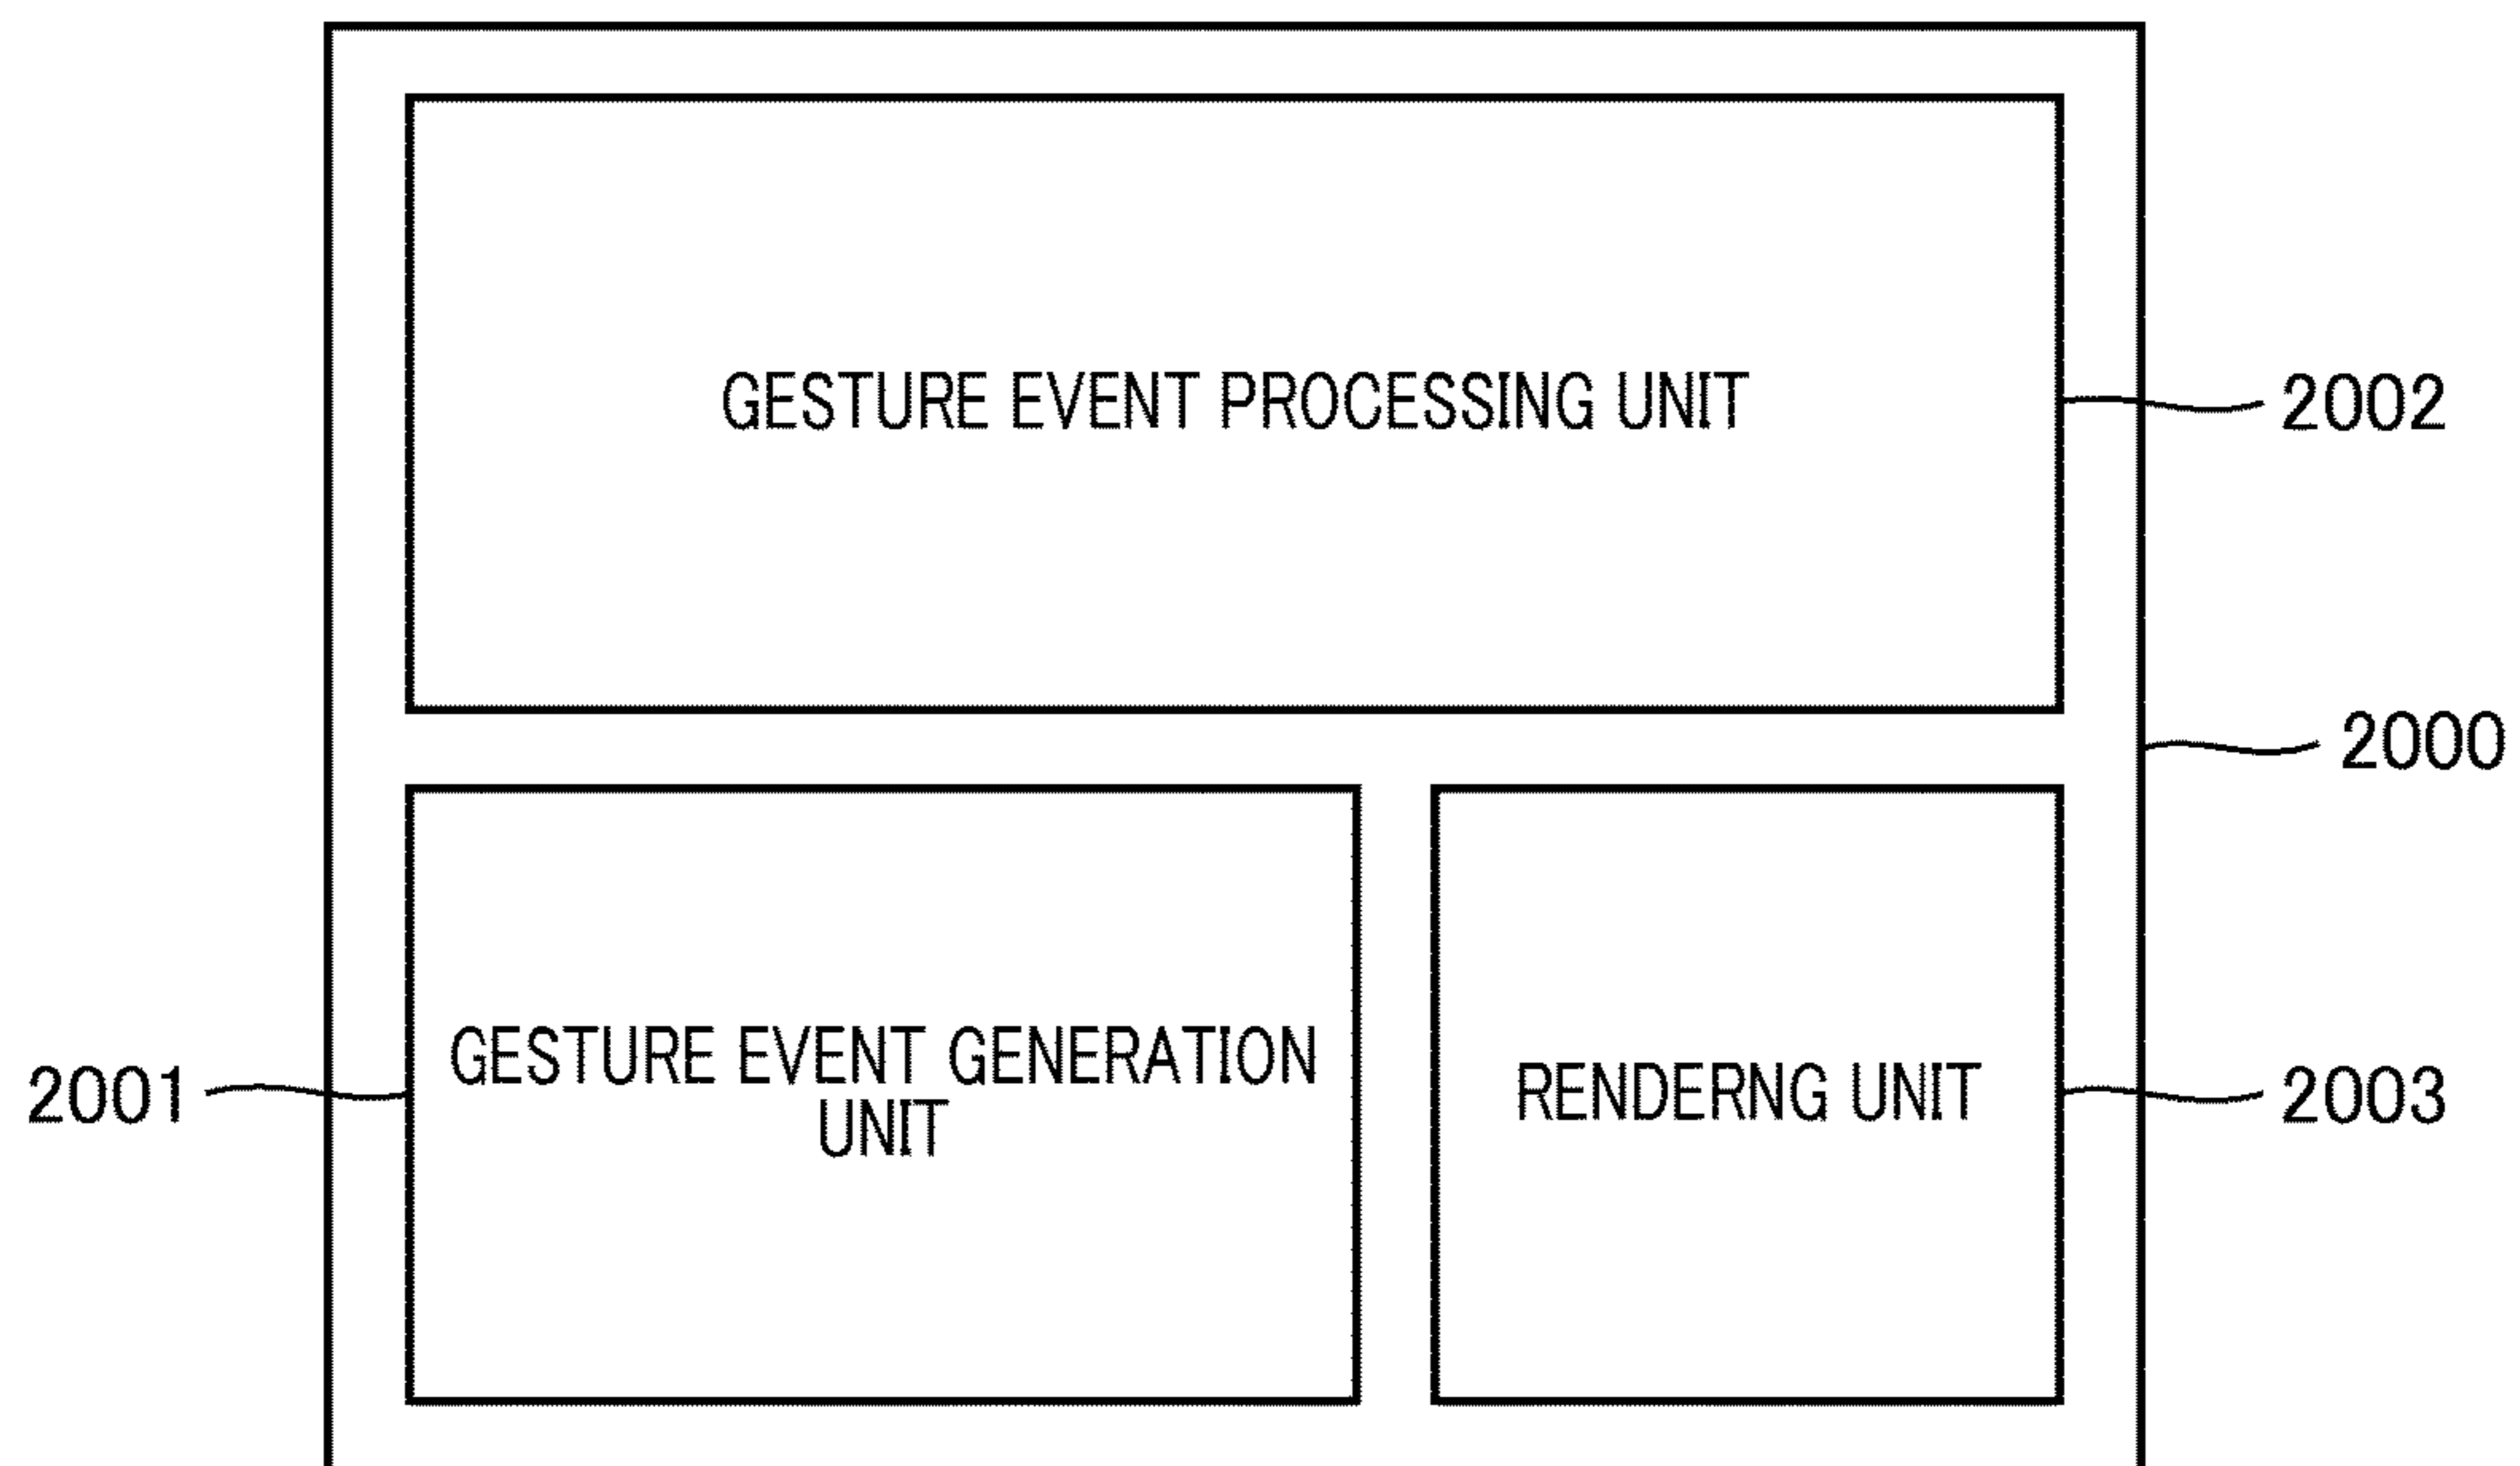 GESTURE EVENT PROCESSING UNIT
2002
2000
GESTURE EVENT GENERATION
UNIT
2001
RENDERNG UNIT
2003